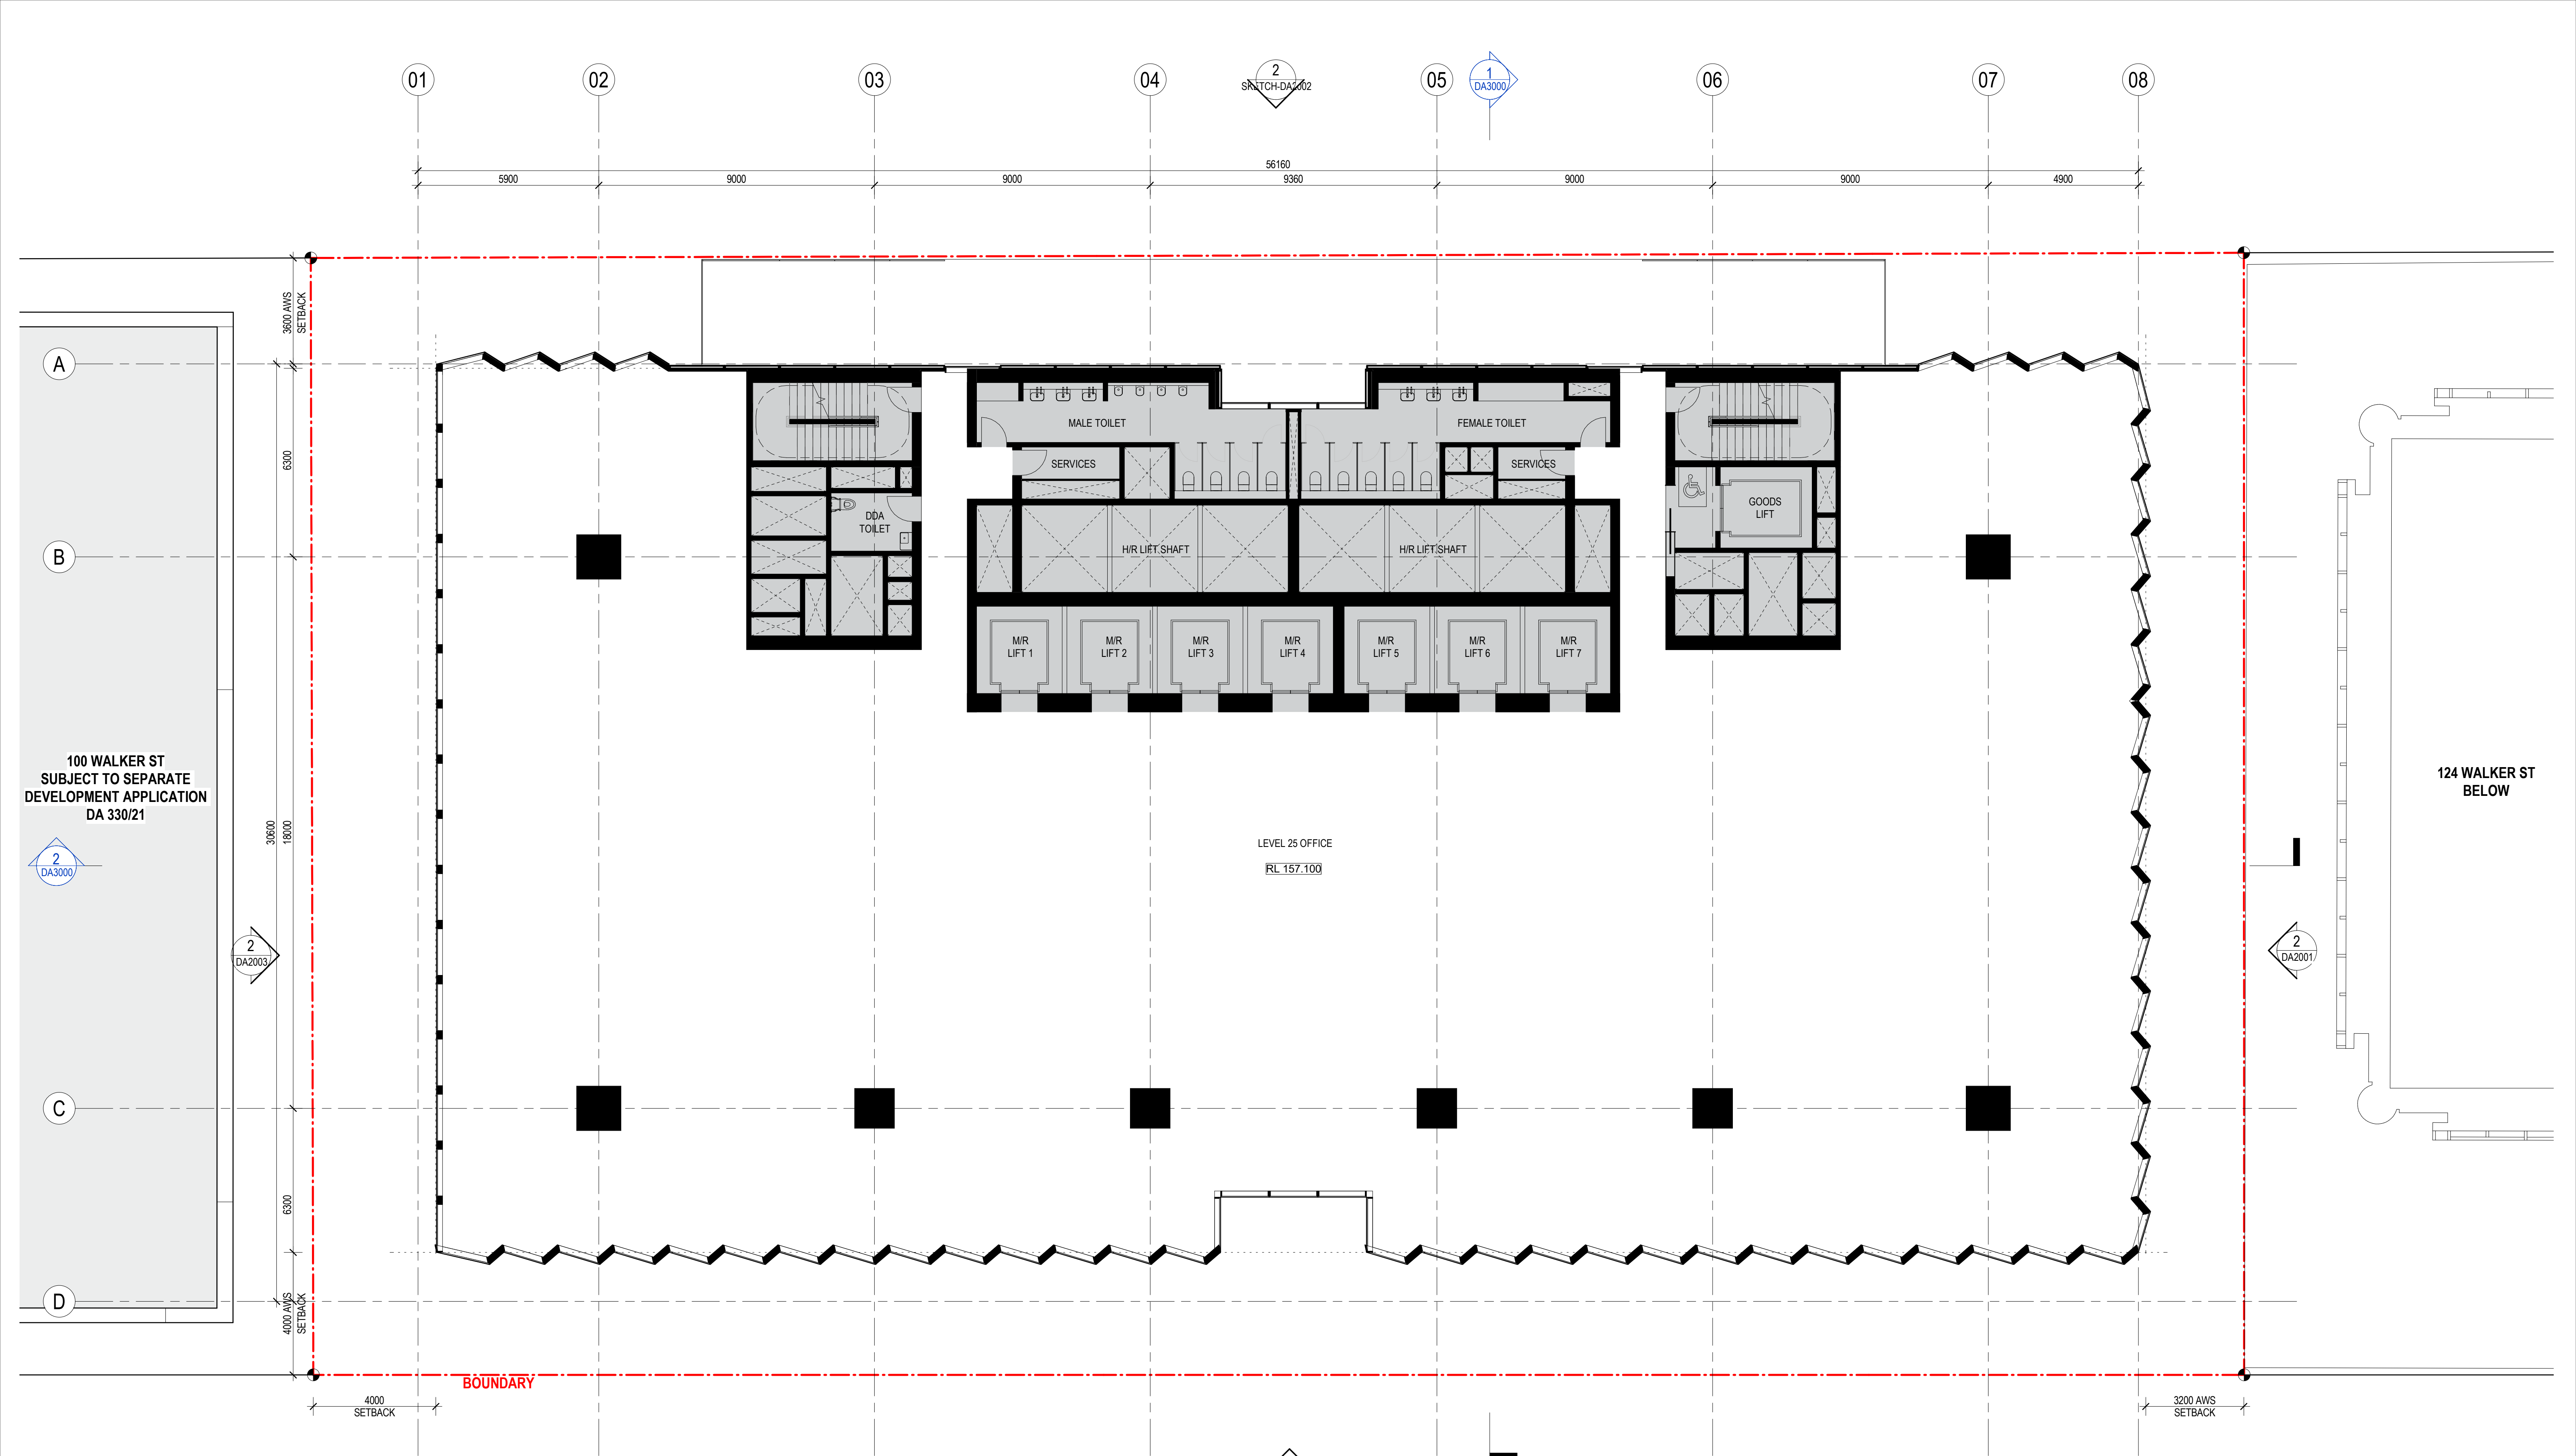 01
02
03
04
2
SKETCH-DA2002
05
1
DA3000
06
07
08
56160
5900
9000
9000
9360
9000
9000
4900
3600 AWS
SETBACK
A
MALE TOILET
FEMALE TOILET
6300
SERVICES
SERVICES
GOODS
LIFT
DDA
TOILET
B
H/R LIFT SHAFT
H/R LIFT SHAFT
M/R
LIFT 1
M/R
LIFT 2
M/R
LIFT 3
M/R
LIFT 4
M/R
LIFT 5
M/R
LIFT 6
M/R
LIFT 7
100 WALKER ST
SUBJECT TO SEPARATE
DEVELOPMENT APPLICATION
DA 330/21
124 WALKER ST
BELOW
30600
18000
LEVEL 25 OFFICE
RL 157.100
2
DA3000
2
DA2003
2
DA2001
C
6300
D
4000 AWS
SETBACK
BOUNDARY
4000
SETBACK
3200 AWS
SETBACK